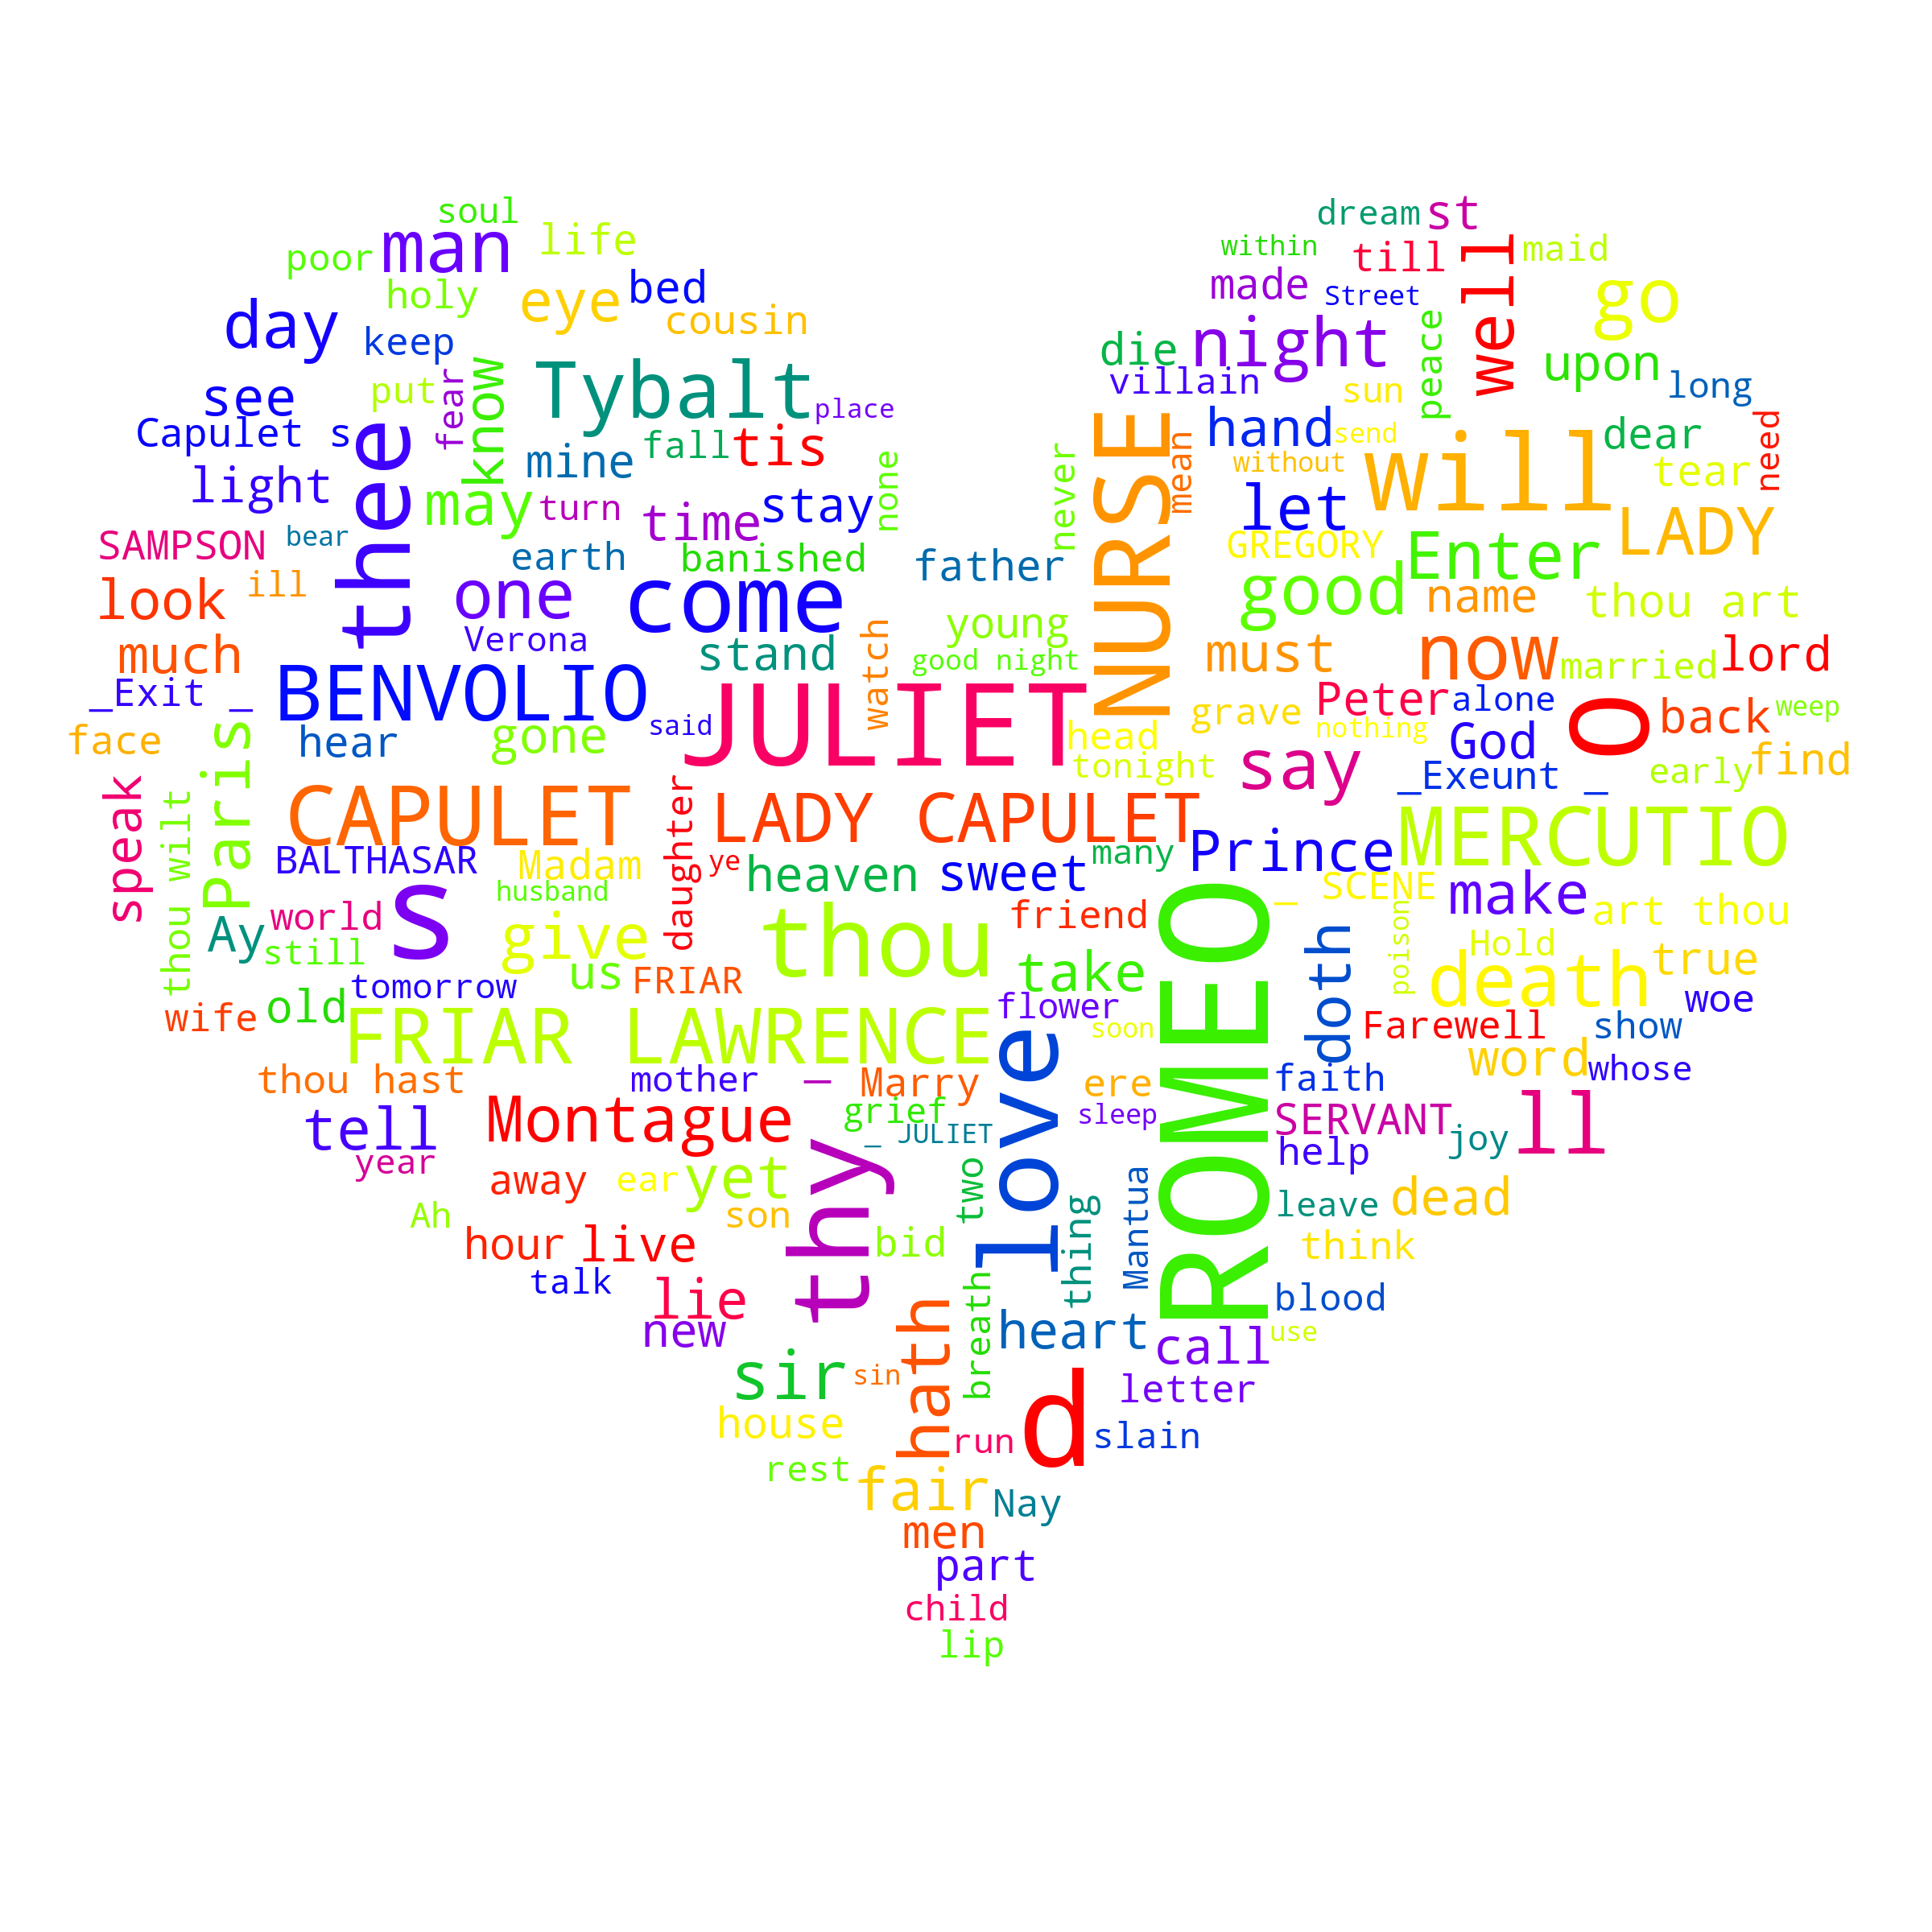 soul
man
life
poor
holy
eye
bed
cousin
day
keep
Tybalt
place
see
put
fear
know
Capulet s
thee
mine
fall
tis
light
may
turn
time
stay
none
SAMPSON
bear
earth
banished
father
never
look
ill
one
come
young
much
Verona
stand
watch
good night
_Exit _
BENVOLIO
said
JULIET
NURSE
face
Paris
hear
gone
head
tonight
dream
st
within
till
well
maid
made
Street
go
die
night
peace
upon
villain
sun
long
hand
send
dear
need
mean
without
will
tear
let
LADY
GREGORY
Enter
good
name
thou art
must
now
married
lord
Peter
alone
O
back
weep
grave
nothing
God
say
_Exeunt _
early
find
speak
thou wilt
CAPULET
daughter
LADY CAPULET
MERCUTIO
BALTHASAR
Madam
ye
heaven
sweet
many
Prince
husband
_ SCENE
make
art thou
Ay
world
s
give
thou
friend
ROMEO
doth
poison
Hold
still
us
FRIAR
take
death
true
tomorrow
wife
old
FRIAR LAWRENCE
flower
soon
Farewell
show
woe
love
word
whose
thou hast
mother
_
Marry
ere
faith
tell
Montague
grief
sleep
SERVANT
joy
ll
year
_ JULIET
help
away
ear
yet
thy
two
thing
Mantua
leave
dead
Ah
son
bid
think
hour
live
talk
lie
hath
breath
blood
new
heart
call
use
sir
sin
d
letter
house
run
slain
rest
fair
Nay
men
part
child
lip